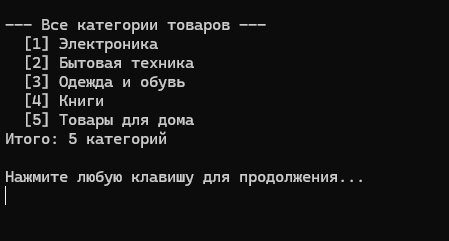 --- Все категории товаров ---
[1] Электроника
[2] Бытовая техника
[3] Одежда и обувь
[4] Книги
[5] Товары для дома
Итого: 5 категорий
Нажмите любую клавишу для продолжения...